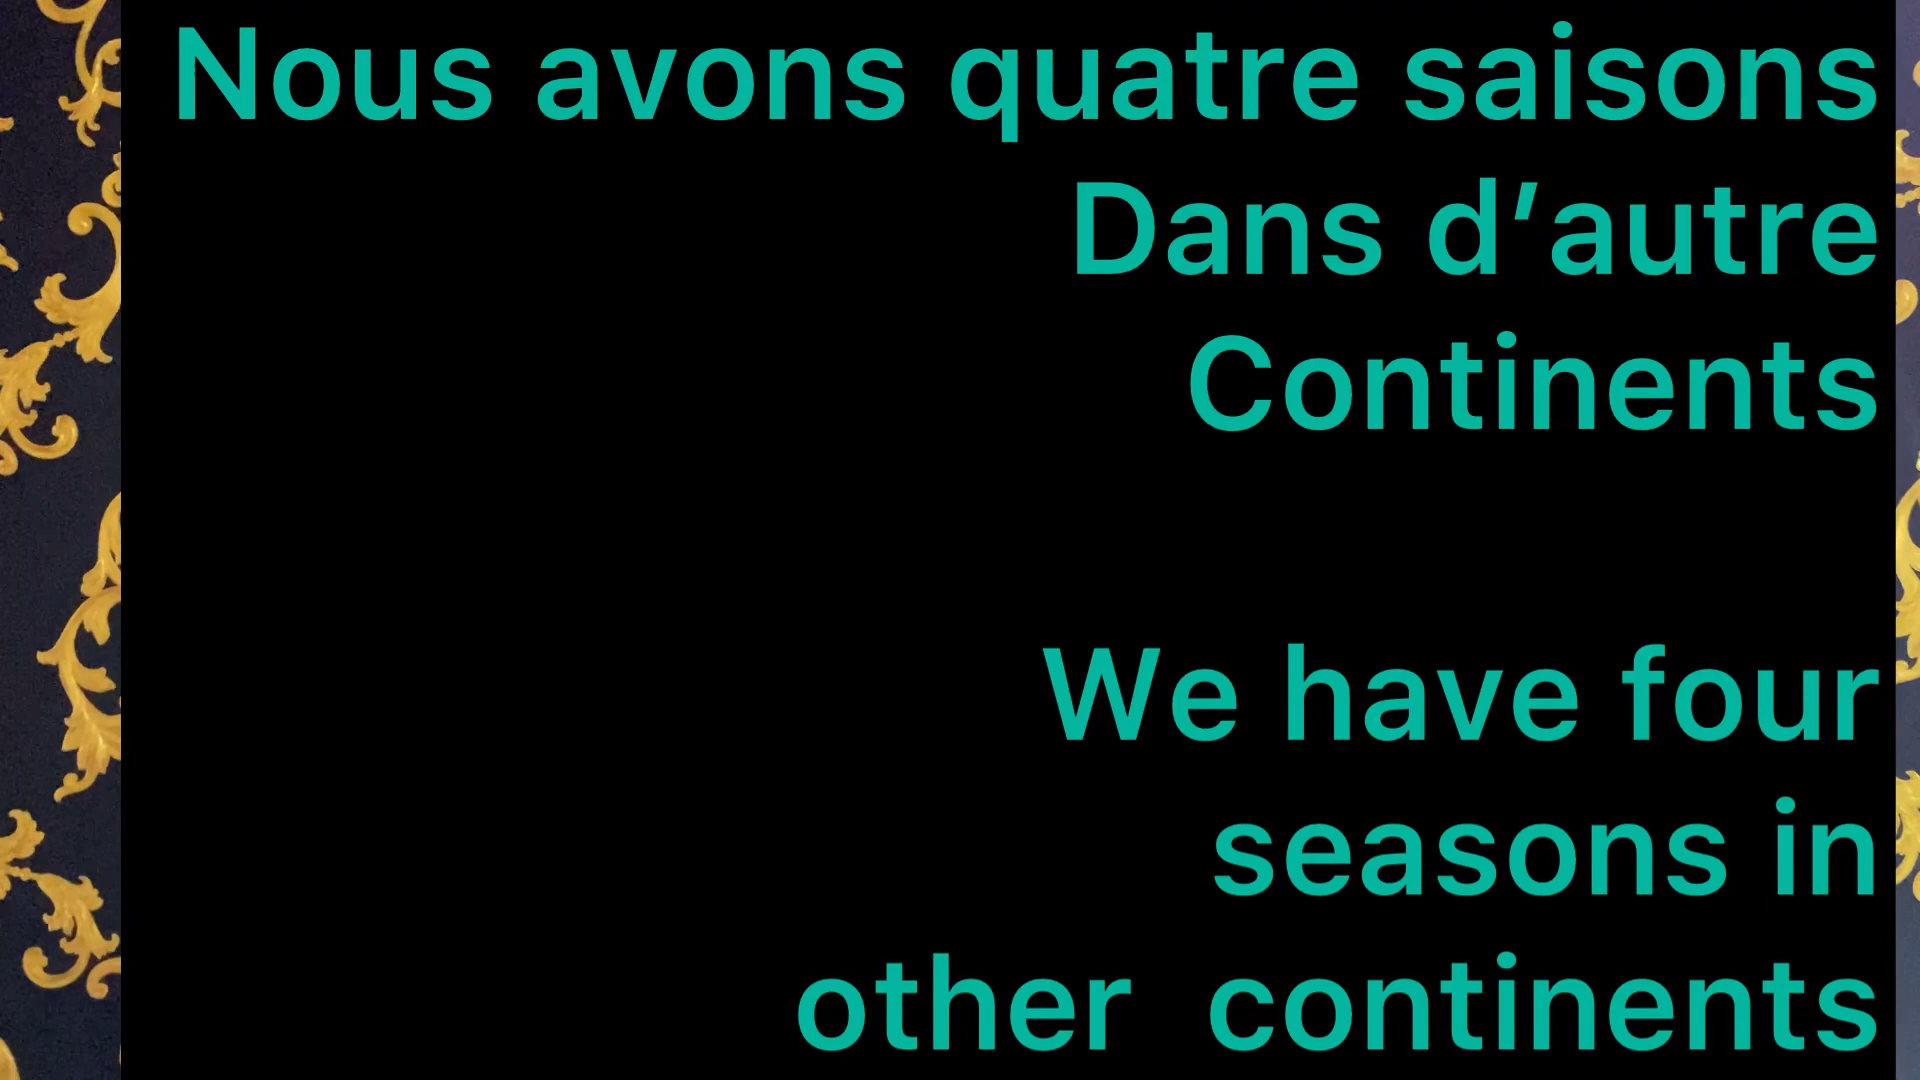 Nous avons quatre saisons
Dans d’autre
Continents
We have four
seasons in
other  continents